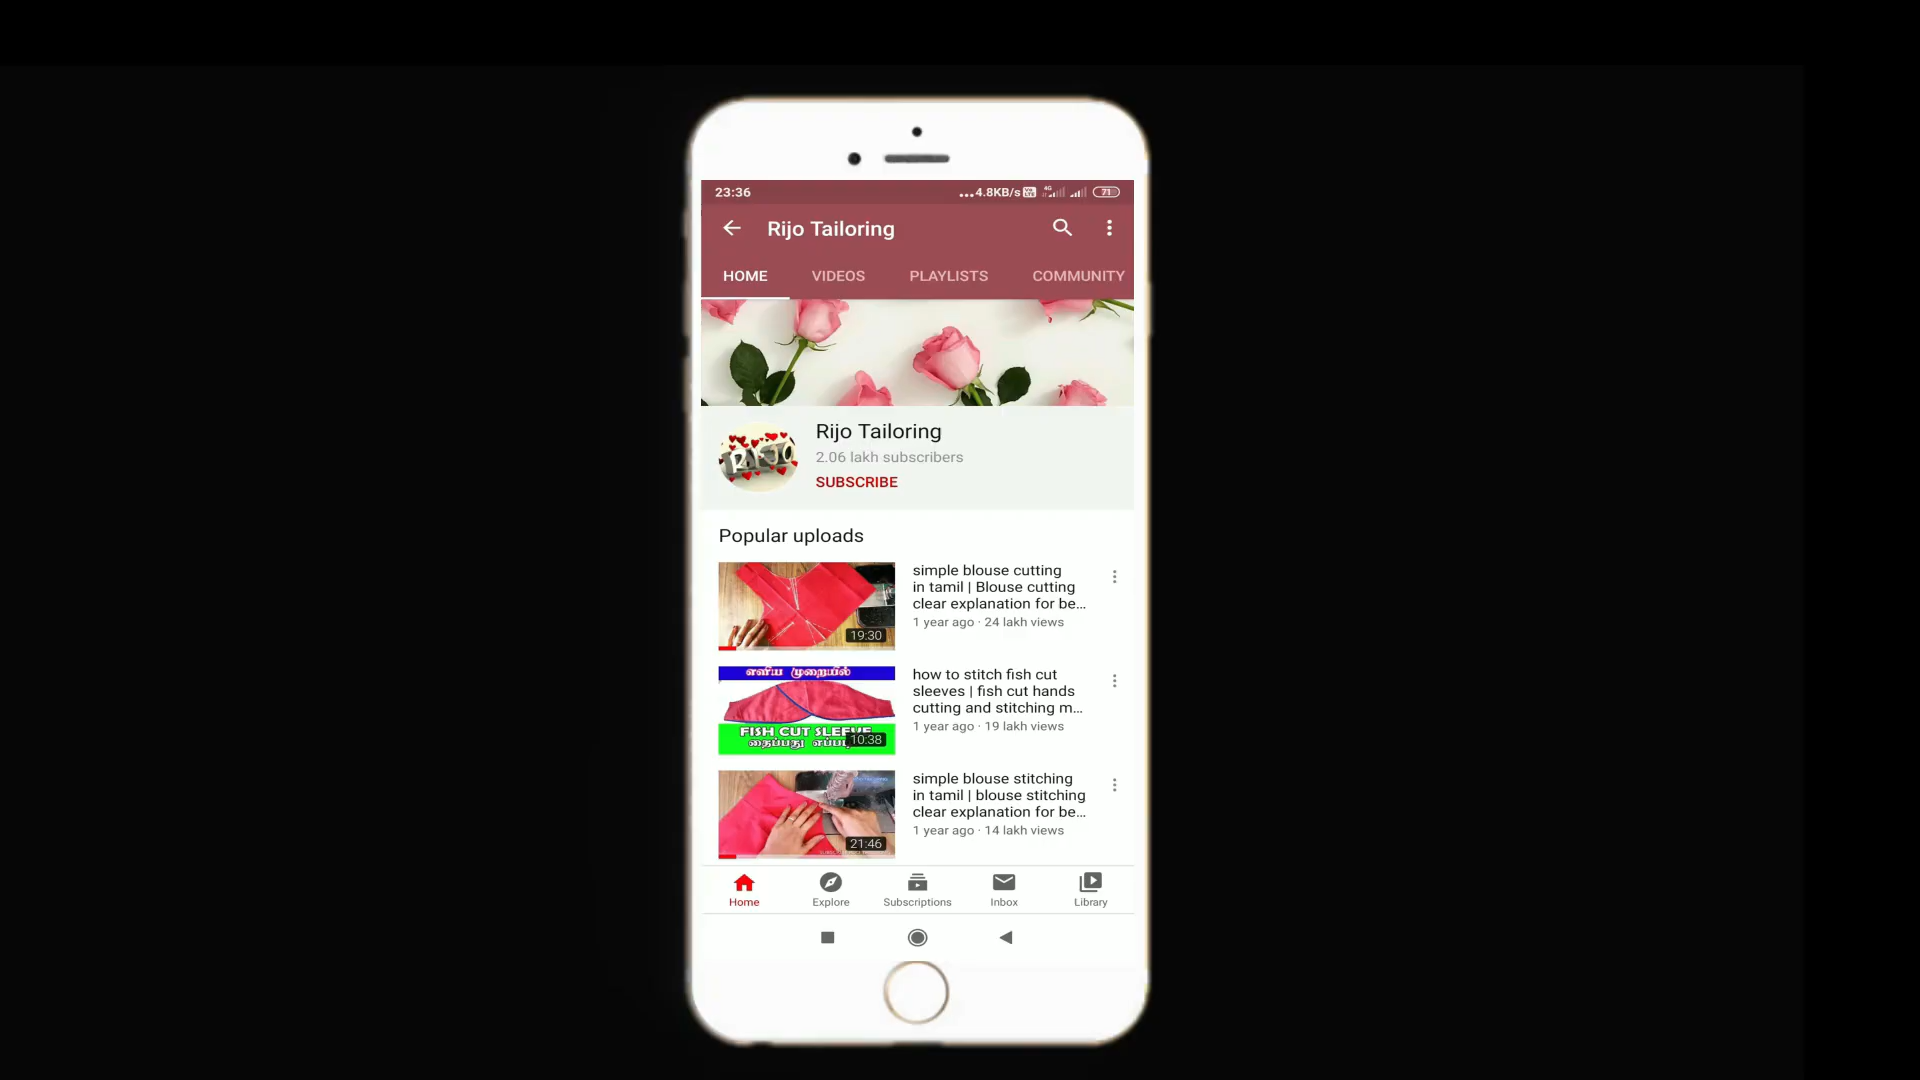 23:36
...4.8KB/s
4G
71
Rijo Tailoring
HOME
VIDEOS
PLAYLISTS
COMMUNITY
RIJO
Rijo Tailoring
2.06 lakh subscribers
SUBSCRIBE
Popular uploads
19:30
simple blouse cutting
in tamil | Blouse cutting
clear explanation for be...
1 year ago · 24 lakh views
எளிய முறையில்
FISH CUT SLEEVE
தைப்பது
10:38
how to stitch fish cut
sleeves | fish cut hands
cutting and stitching m...
1 year ago · 19 lakh views
21:46
simple blouse stitching
in tamil | blouse stitching
clear explanation for be...
1 year ago · 14 lakh views
Home
Explore
Subscriptions
Inbox
Library